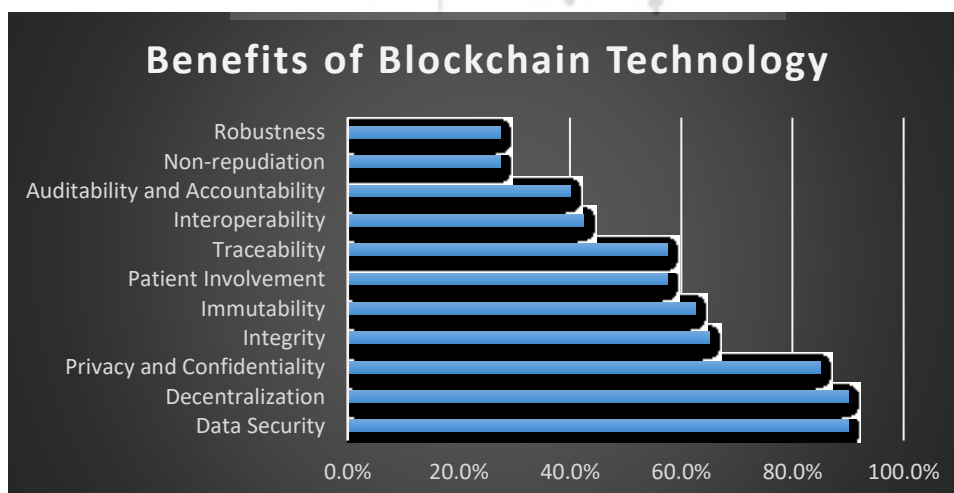 Benefits of Blockchain Technology
Robustness
Non-repudiation
Auditability and Accountability
Interoperability
Traceability
Patient Involvement
Immutability
Integrity
Privacy and Confidentiality
Decentralization
Data Security
0.0% 20.0% 40.0% 60.0% 80.0% 100.0%